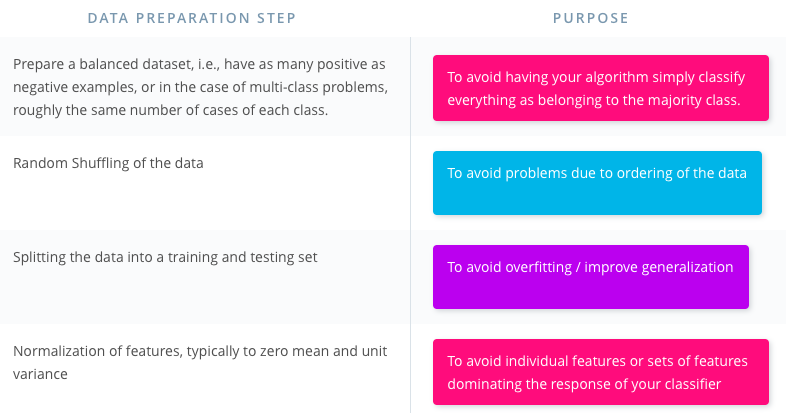 DATA PREPARATION STEP
PURPOSE
Prepare a balanced dataset, i.e., have as many positive as
negative examples, or in the case of multi-class problems,
roughly the same number of cases of each class.
To avoid having your algorithm simply classify
everything as belonging to the majority class.
Random Shuffling of the data
To avoid problems due to ordering of the data
Splitting the data into a training and testing set
To avoid overfitting / improve generalization
Normalization of features, typically to zero mean and unit
variance
To avoid individual features or sets of features
dominating the response of your classifier